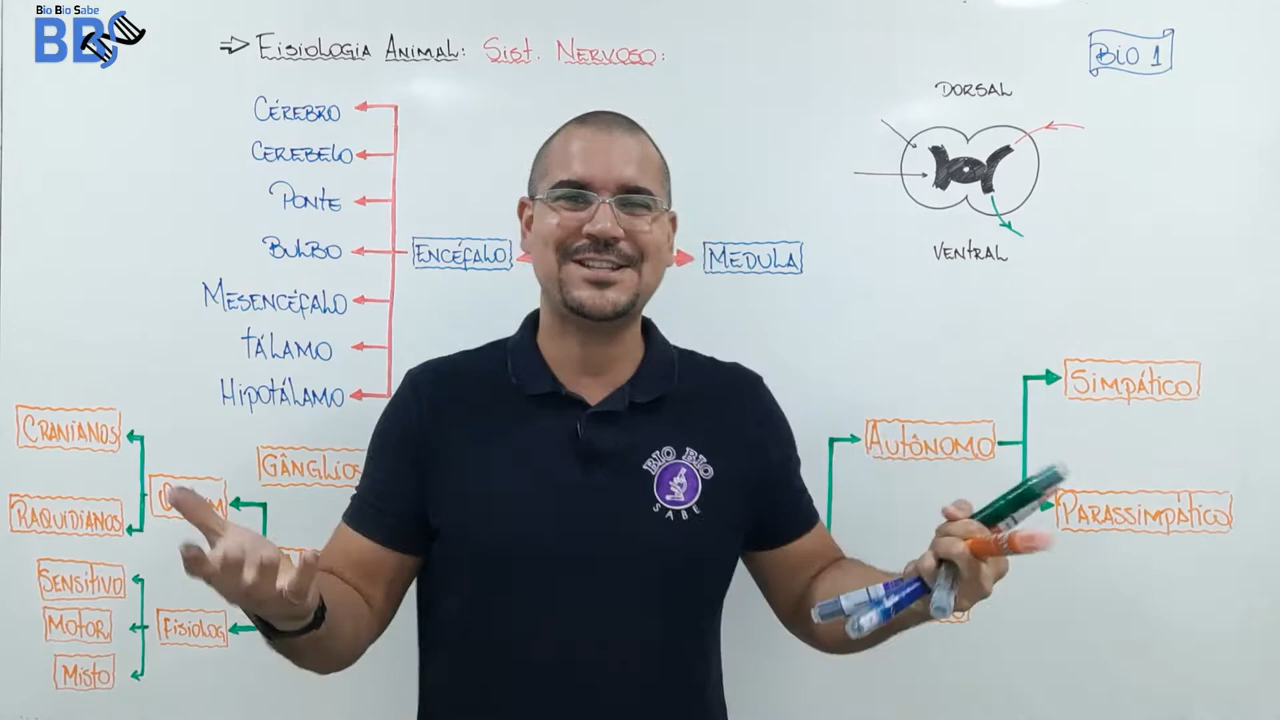 Bio Bio Sabe
BBS
⇒ Fisiologia Animal: Sist. Nervoso:
BIO 1
DORSAL
CÉREBRO
CEREBELO
PONTE
BULBO
ENCÉFALO
MEDULA
VENTRAL
MESENCÉFALO
TÁLAMO
HIPOTÁLAMO
SIMPÁTICO
CRANIANOS
GÂNGLIOS
AUTÔNOMO
RAQUIDIANOS
PARASSIMPÁTICO
BIO BIO
SABE
SENSITIVO
MOTOR
FISIOLOG
MISTO